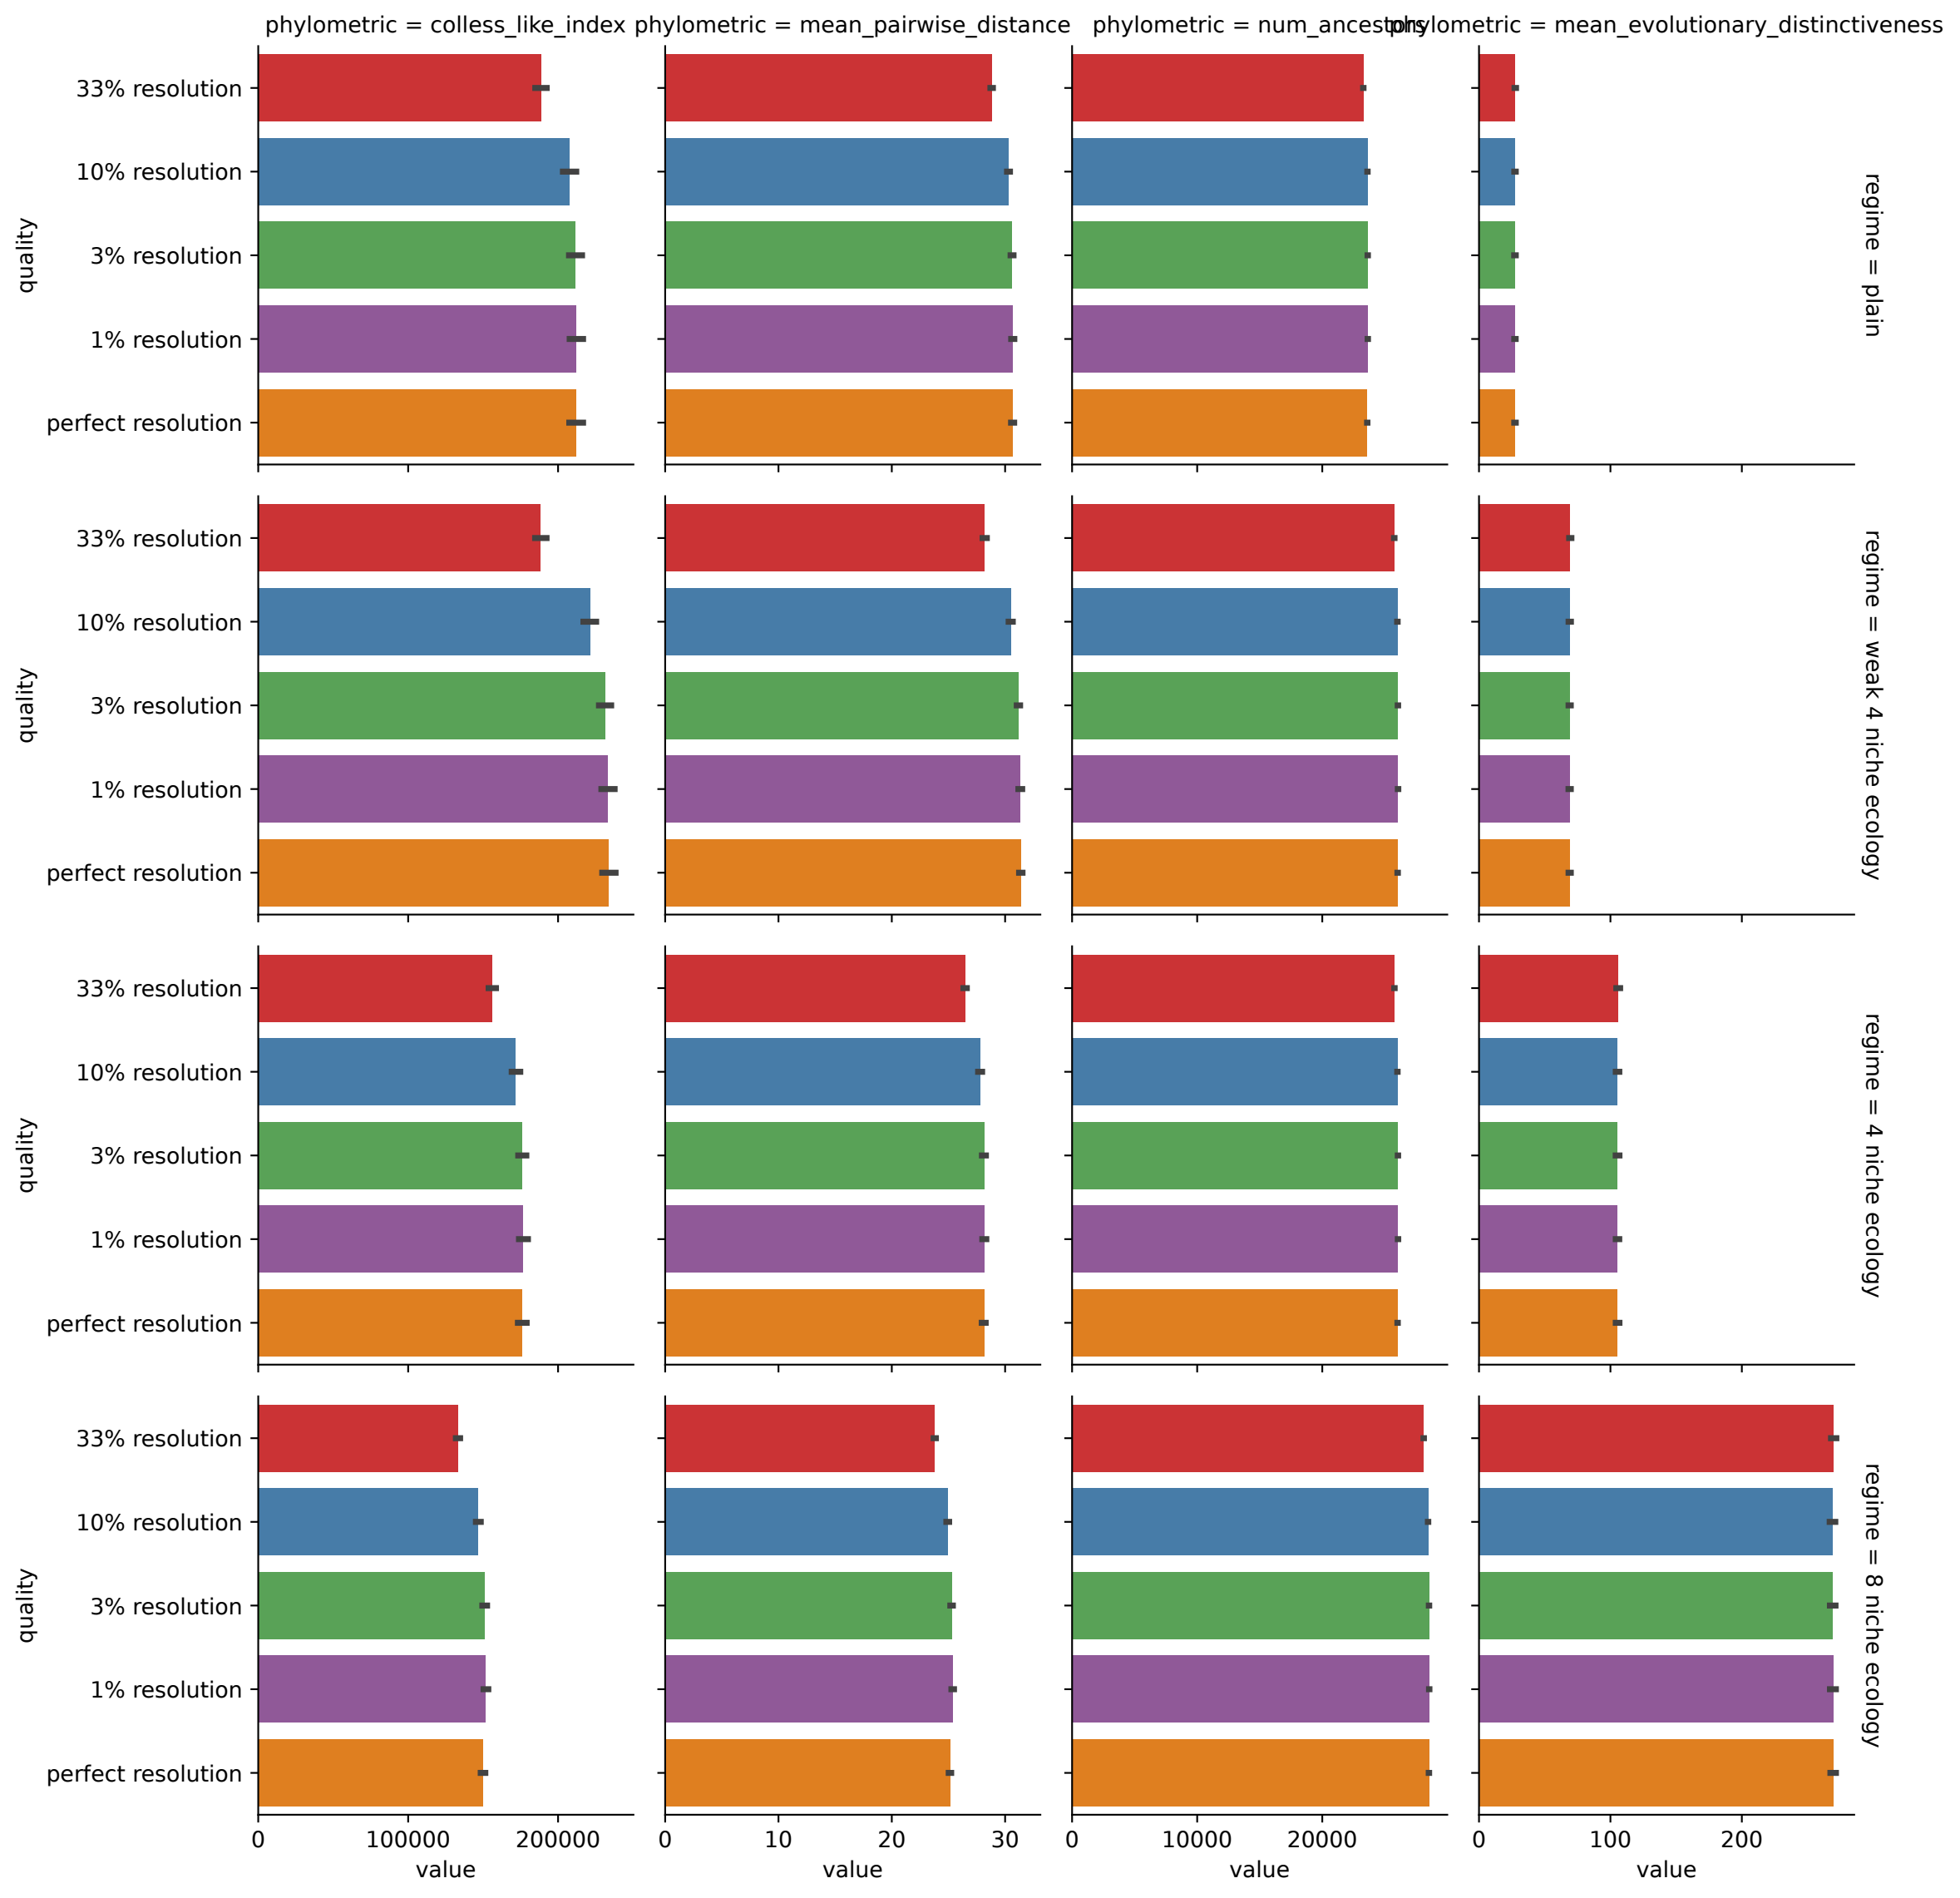 phylometric = colless_like_index
phylometric = mean_pairwise_distance
phylometric = num_ancestors
phylometric = mean_evolutionary_distinctiveness
quality
33% resolution
10% resolution
3% resolution
1% resolution
perfect resolution
regime = plain
quality
33% resolution
10% resolution
3% resolution
1% resolution
perfect resolution
regime = weak 4 niche ecology
quality
33% resolution
10% resolution
3% resolution
1% resolution
perfect resolution
regime = 4 niche ecology
quality
33% resolution
10% resolution
3% resolution
1% resolution
perfect resolution
regime = 8 niche ecology
0 100000 200000
0 10 20 30
0 10000 20000
0 100 200
value
value
value
value